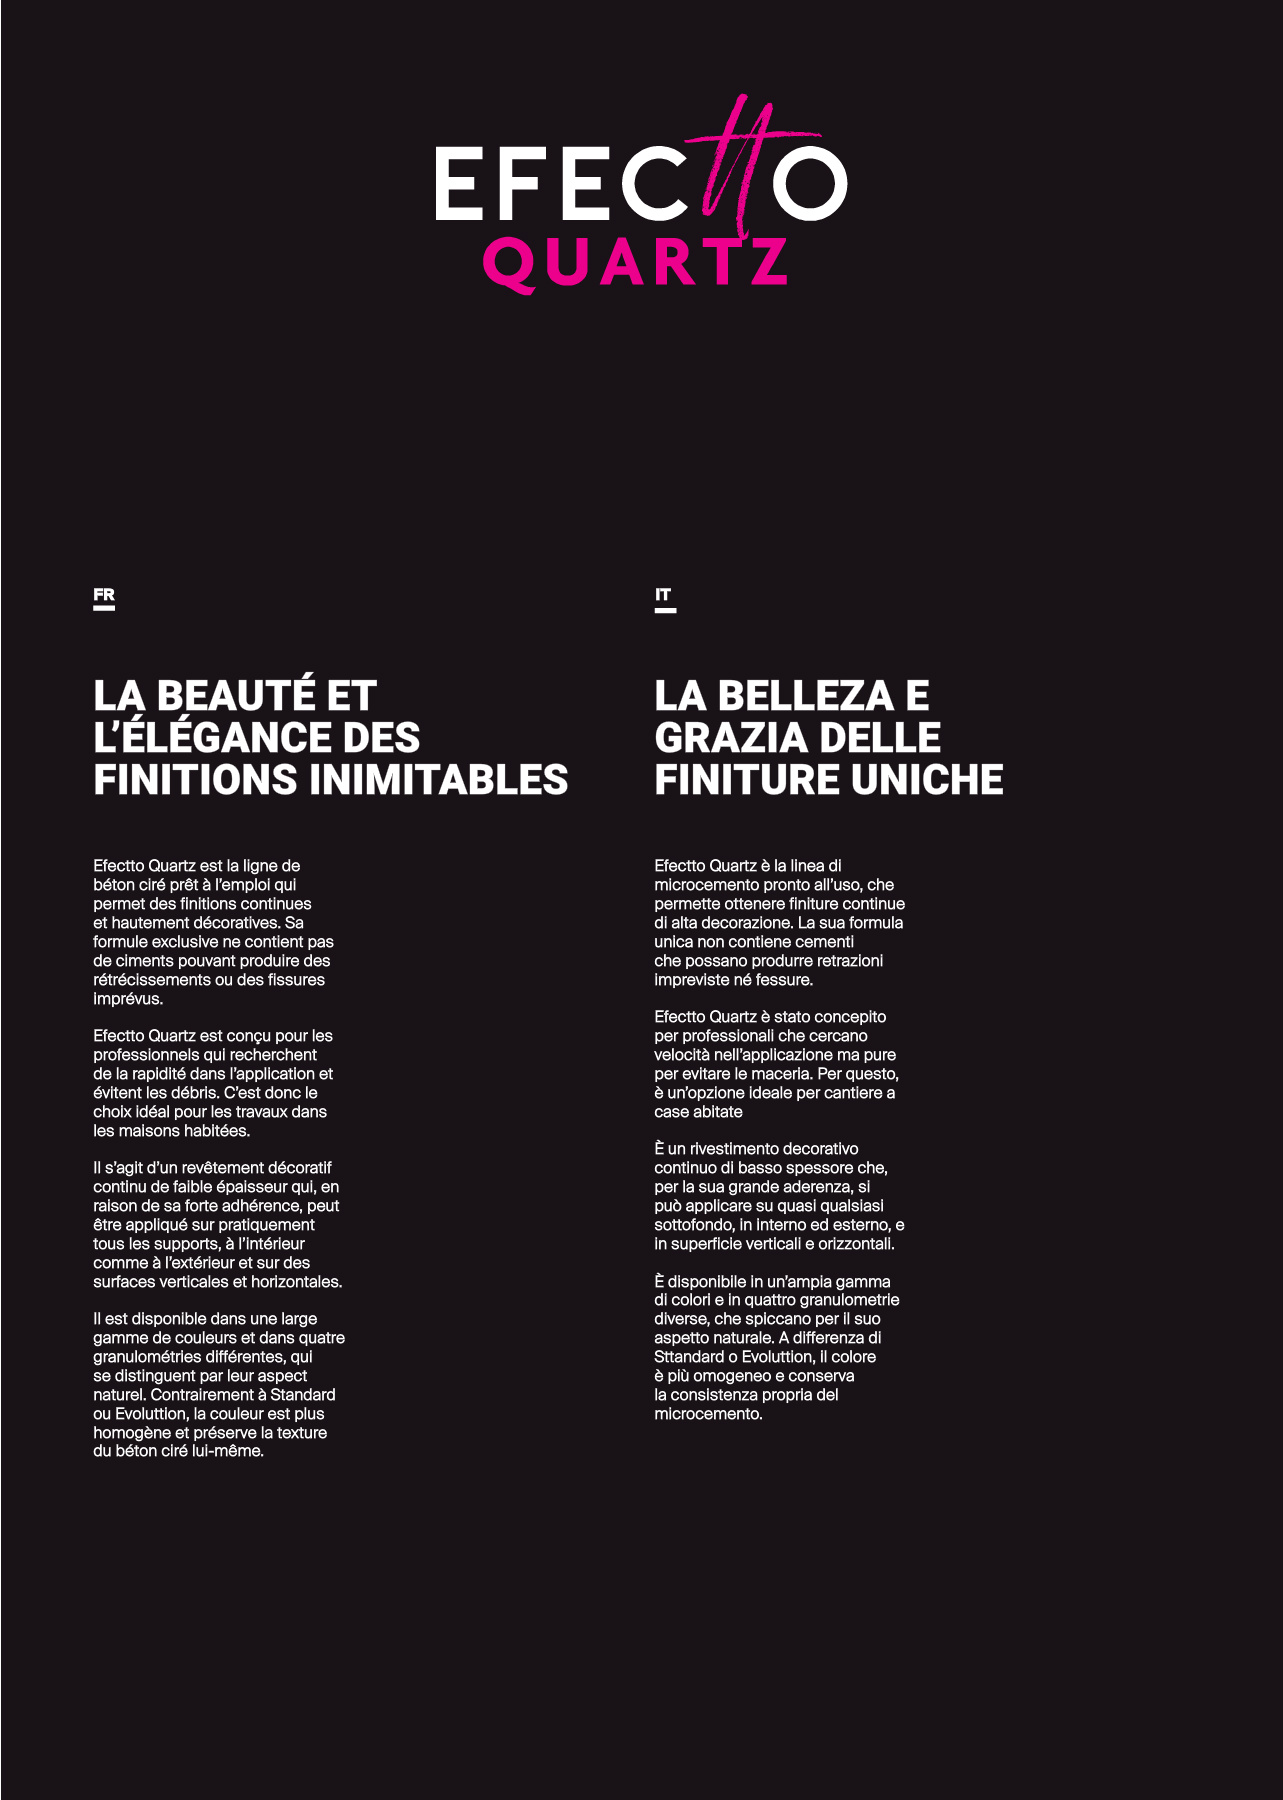 EFECttO
QUARTZ
FR
LA BEAUTÉ ET
L’ÉLÉGANCE DES
FINITIONS INIMITABLES
Efectto Quartz est la ligne de
béton ciré prêt à l’emploi qui
permet des finitions continues
et hautement décoratives. Sa
formule exclusive ne contient pas
de ciments pouvant produire des
rétrécissements ou des fissures
imprévus.
Efectto Quartz est conçu pour les
professionnels qui recherchent
de la rapidité dans l’application et
évitent les débris. C’est donc le
choix idéal pour les travaux dans
les maisons habitées.
Il s’agit d’un revêtement décoratif
continu de faible épaisseur qui, en
raison de sa forte adhérence, peut
être appliqué sur pratiquement
tous les supports, à l’intérieur
comme à l’extérieur et sur des
surfaces verticales et horizontales.
Il est disponible dans une large
gamme de couleurs et dans quatre
granulométries différentes, qui
se distinguent par leur aspect
naturel. Contrairement à Standard
ou Evoluttion, la couleur est plus
homogène et préserve la texture
du béton ciré lui-même.
IT
LA BELLEZA E
GRAZIA DELLE
FINITURE UNICHE
Efectto Quartz è la linea di
microcemento pronto all’uso, che
permette ottenere finiture continue
di alta decorazione. La sua formula
unica non contiene cementi
che possano produrre retrazioni
impreviste né fessure.
Efectto Quartz è stato concepito
per professionali che cercano
velocità nell’applicazione ma pure
per evitare le maceria. Per questo,
è un’opzione ideale per cantiere a
case abitate
È un rivestimento decorativo
continuo di basso spessore che,
per la sua grande aderenza, si
può applicare su quasi qualsiasi
sottofondo, in interno ed esterno, e
in superficie verticali e orizzontali.
È disponibile in un’ampia gamma
di colori e in quattro granulometrie
diverse, che spiccano per il suo
aspetto naturale. A differenza di
Sttandard o Evoluttion, il colore
è più omogeneo e conserva
la consistenza propria del
microcemento.